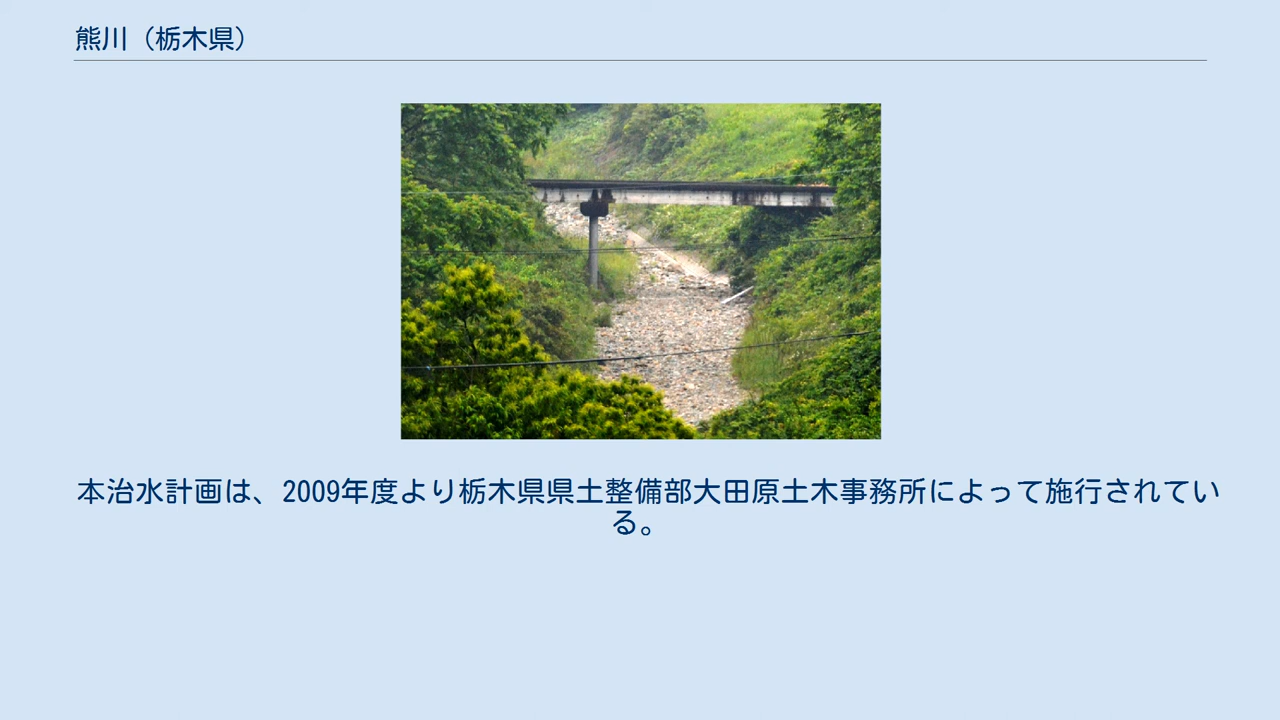 熊川（栃木県）
本治水計画は、2009年度より栃木県県土整備部大田原土木事務所によって施行されてい
る。